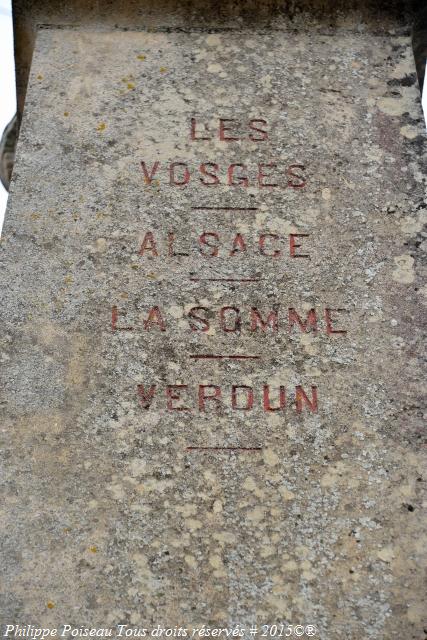 LES
VOSGES
ALSACE
LA SOMME
VERDUN
Philippe Poiseau Tous droits réservés # 2015©®